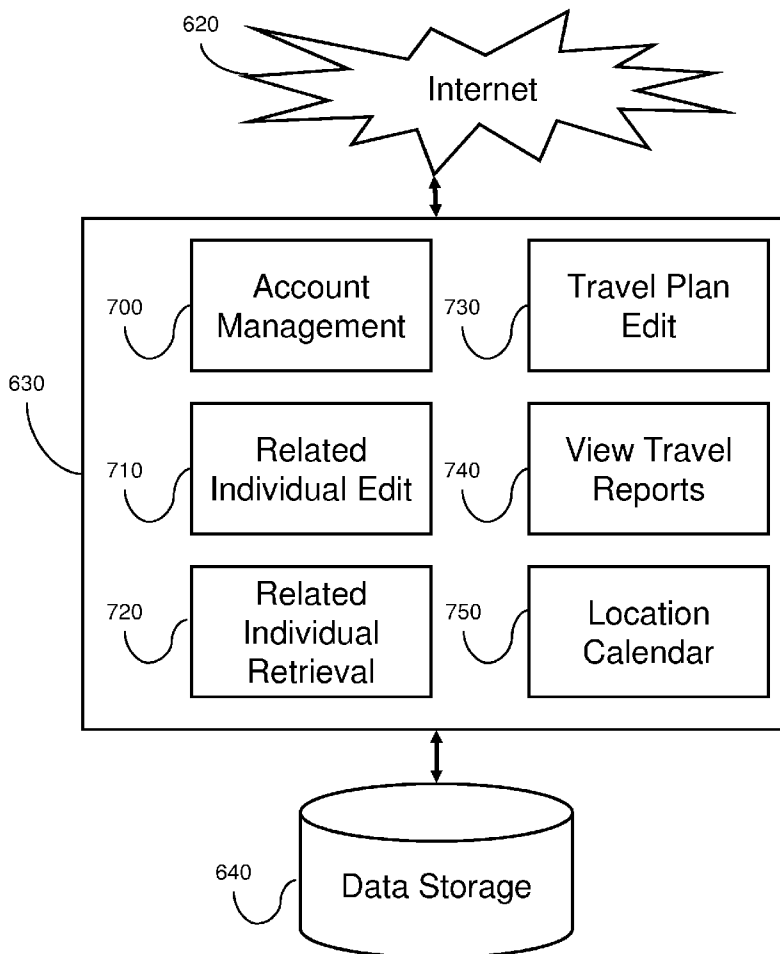 620
Internet
700
Account
Management
730
Travel Plan
Edit
630
710
Related
Individual Edit
740
View Travel
Reports
720
Related
Individual
Retrieval
750
Location
Calendar
640
Data Storage